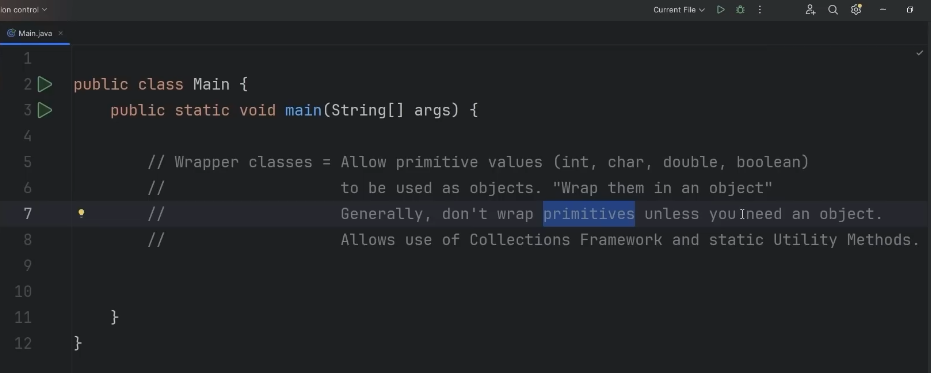 ion control
Current File
Main.java
1
2 public class Main {
3 public static void main(String[] args) {
4
5 // Wrapper classes = Allow primitive values (int, char, double, boolean)
6 // to be used as objects. "Wrap them in an object"
7 // Generally, don't wrap primitives unless you need an object.
8 // Allows use of Collections Framework and static Utility Methods.
9
10
11 }
12 }